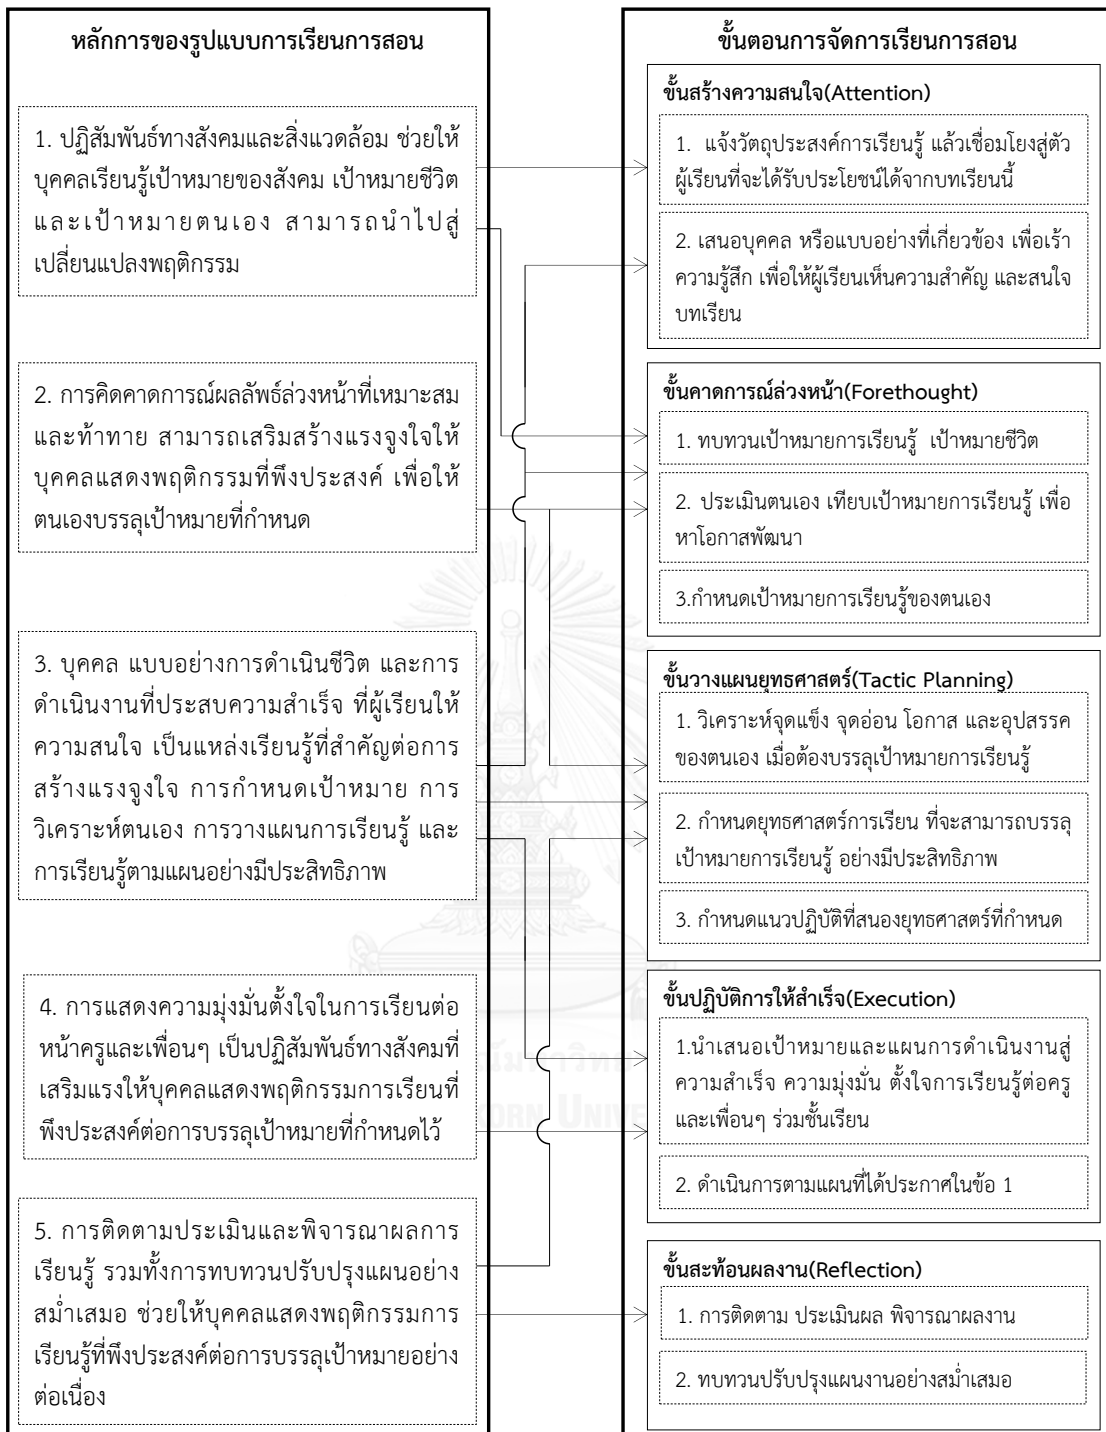 หลักการของรูปแบบการเรียนการสอน
1. ปฏิสัมพันธ์ทางสังคมและสิ่งแวดล้อม ช่วยให้
บุคคลเรียนรู้เป้าหมายของสังคม เป้าหมายชีวิต
และเป้าหมายตนเอง สามารถนำไปสู่
เปลี่ยนแปลงพฤติกรรม
2. การคิดคาดการณ์ผลลัพธ์ล่วงหน้าที่เหมาะสม
และท้าทาย สามารถเสริมสร้างแรงจูงใจให้
บุคคลแสดงพฤติกรรมที่พึงประสงค์ เพื่อให้
ตนเองบรรลุเป้าหมายที่กำหนด
3. บุคคล แบบอย่างการดำเนินชีวิต และการ
ดำเนินงานที่ประสบความสำเร็จ ที่ผู้เรียนให้
ความสนใจ เป็นแหล่งเรียนรู้ที่สำคัญต่อการ
สร้างแรงจูงใจ การกำหนดเป้าหมาย การ
วิเคราะห์ตนเอง การวางแผนการเรียนรู้ และ
การเรียนรู้ตามแผนอย่างมีประสิทธิภาพ
4. การแสดงความมุ่งมั่นตั้งใจในการเรียนต่อ
หน้าครูและเพื่อนๆ เป็นปฏิสัมพันธ์ทางสังคมที่
เสริมแรงให้บุคคลแสดงพฤติกรรมการเรียนที่
พึงประสงค์ต่อการบรรลุเป้าหมายที่กำหนดไว้
5. การติดตามประเมินและพิจารณาผลการ
เรียนรู้ รวมทั้งการทบทวนปรับปรุงแผนอย่าง
สม่ำเสมอ ช่วยให้บุคคลแสดงพฤติกรรมการ
เรียนรู้ที่พึงประสงค์ต่อการบรรลุเป้าหมายอย่าง
ต่อเนื่อง
ขั้นตอนการจัดการเรียนการสอน
ขั้นสร้างความสนใจ(Attention)
1. แจ้งวัตถุประสงค์การเรียนรู้ แล้วเชื่อมโยงสู่ตัว
ผู้เรียนที่จะได้รับประโยชน์ได้จากบทเรียนนี้
2. เสนอบุคคล หรือแบบอย่างที่เกี่ยวข้อง เพื่อเร้า
ความรู้สึก เพื่อให้ผู้เรียนเห็นความสำคัญ และสนใจ
บทเรียน
ขั้นคาดการณ์ล่วงหน้า(Forethought)
1. ทบทวนเป้าหมายการเรียนรู้ เป้าหมายชีวิต
2. ประเมินตนเอง เทียบเป้าหมายการเรียนรู้ เพื่อ
หาโอกาสพัฒนา
3.กำหนดเป้าหมายการเรียนรู้ของตนเอง
ขั้นวางแผนยุทธศาสตร์(Tactic Planning)
1. วิเคราะห์จุดแข็ง จุดอ่อน โอกาส และอุปสรรค
ของตนเอง เมื่อต้องบรรลุเป้าหมายการเรียนรู้
2. กำหนดยุทธศาสตร์การเรียน ที่จะสามารถบรรลุ
เป้าหมายการเรียนรู้ อย่างมีประสิทธิภาพ
3. กำหนดแนวปฏิบัติที่สนองยุทธศาสตร์ที่กำหนด
ขั้นปฏิบัติการให้สำเร็จ(Execution)
1.นำเสนอเป้าหมายและแผนการดำเนินงานสู่
ความสำเร็จ ความมุ่งมั่น ตั้งใจการเรียนรู้ต่อครู
และเพื่อนๆ ร่วมชั้นเรียน
2. ดำเนินการตามแผนที่ได้ประกาศในข้อ 1
ขั้นสะท้อนผลงาน(Reflection)
1. การติดตาม ประเมินผล พิจารณาผลงาน
2. ทบทวนปรับปรุงแผนงานอย่างสม่ำเสมอ